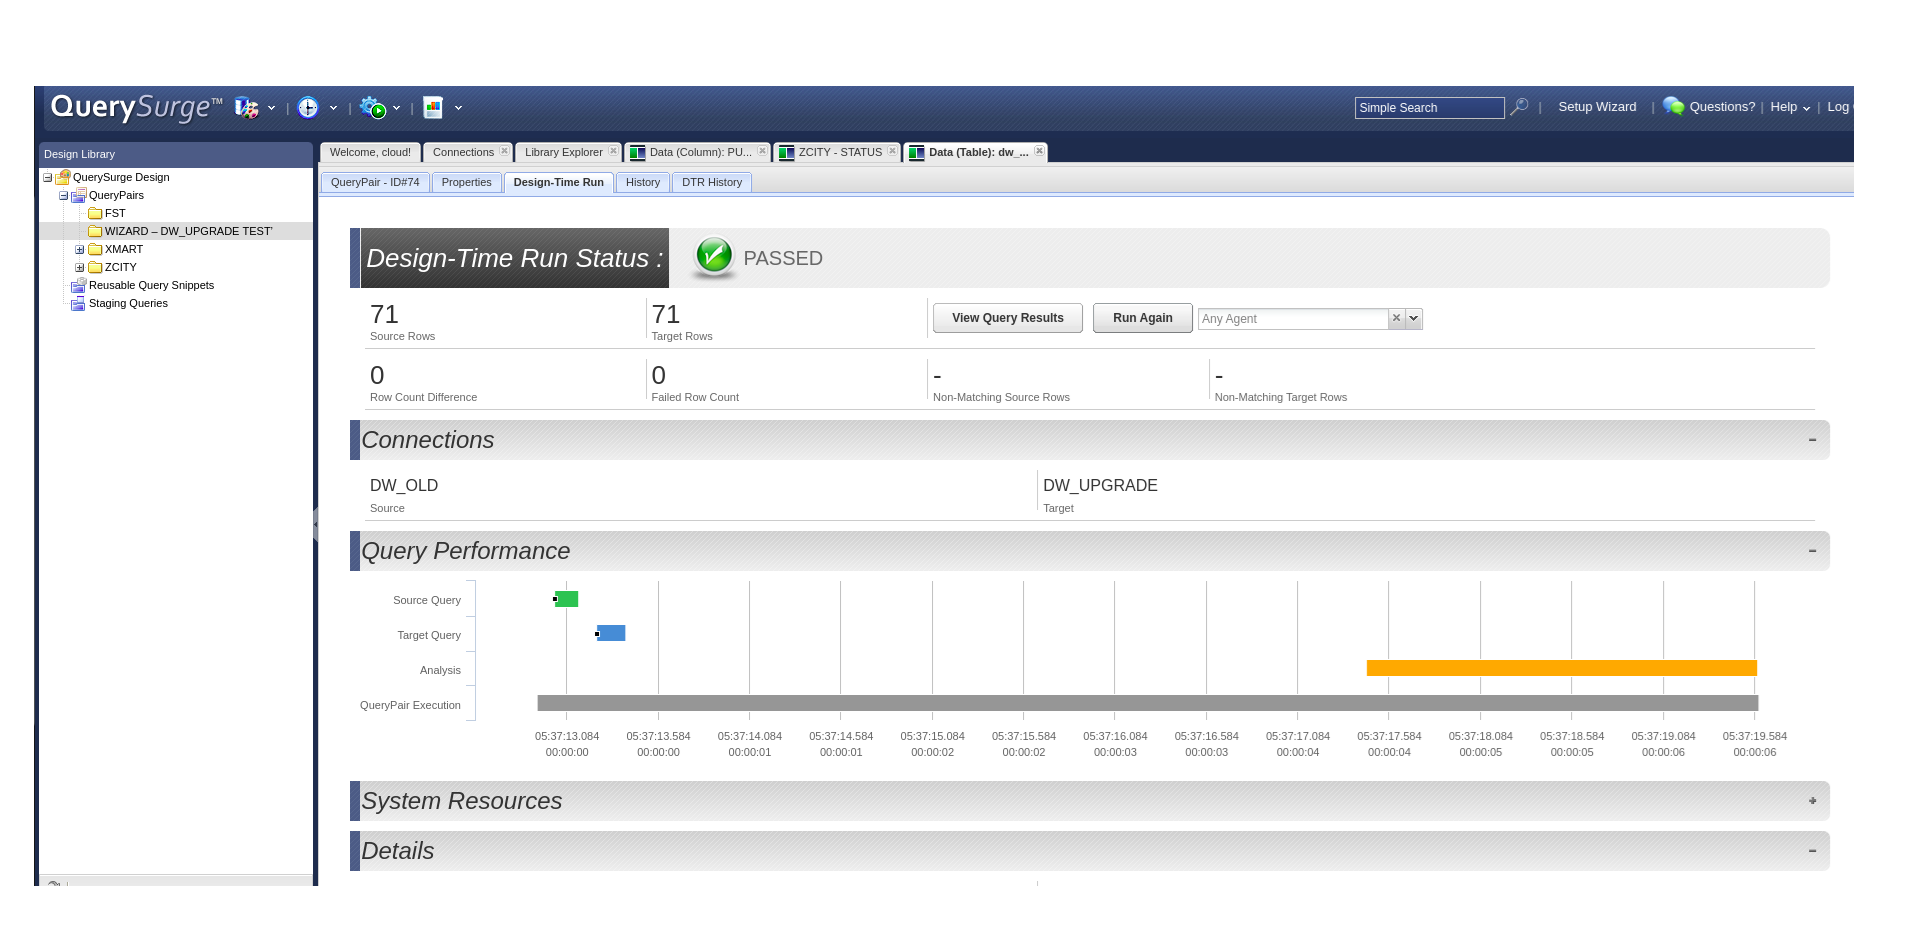 QuerySurge™
Simple Search
| Setup Wizard | Questions? | Help | Log
Design Library
Welcome, cloud! Connections Library Explorer Data (Column): PU... ZCITY - STATUS Data (Table): dw_...
QueryPair - ID#74 Properties Design-Time Run History DTR History
QuerySurge Design
QueryPairs
FST
WIZARD – DW_UPGRADE TEST'
XMART
ZCITY
Reusable Query Snippets
Staging Queries
Design-Time Run Status : PASSED
71 71
Source Rows Target Rows
View Query Results Run Again Any Agent
0 0 - -
Row Count Difference Failed Row Count Non-Matching Source Rows Non-Matching Target Rows
Connections
DW_OLD DW_UPGRADE
Source Target
Query Performance
Source Query
Target Query
Analysis
QueryPair Execution
05:37:13.084 05:37:13.584 05:37:14.084 05:37:14.584 05:37:15.084 05:37:15.584 05:37:16.084 05:37:16.584 05:37:17.084 05:37:17.584 05:37:18.084 05:37:18.584 05:37:19.084 05:37:19.584
00:00:00 00:00:00 00:00:01 00:00:01 00:00:02 00:00:02 00:00:03 00:00:03 00:00:04 00:00:04 00:00:05 00:00:05 00:00:06 00:00:06
System Resources
Details